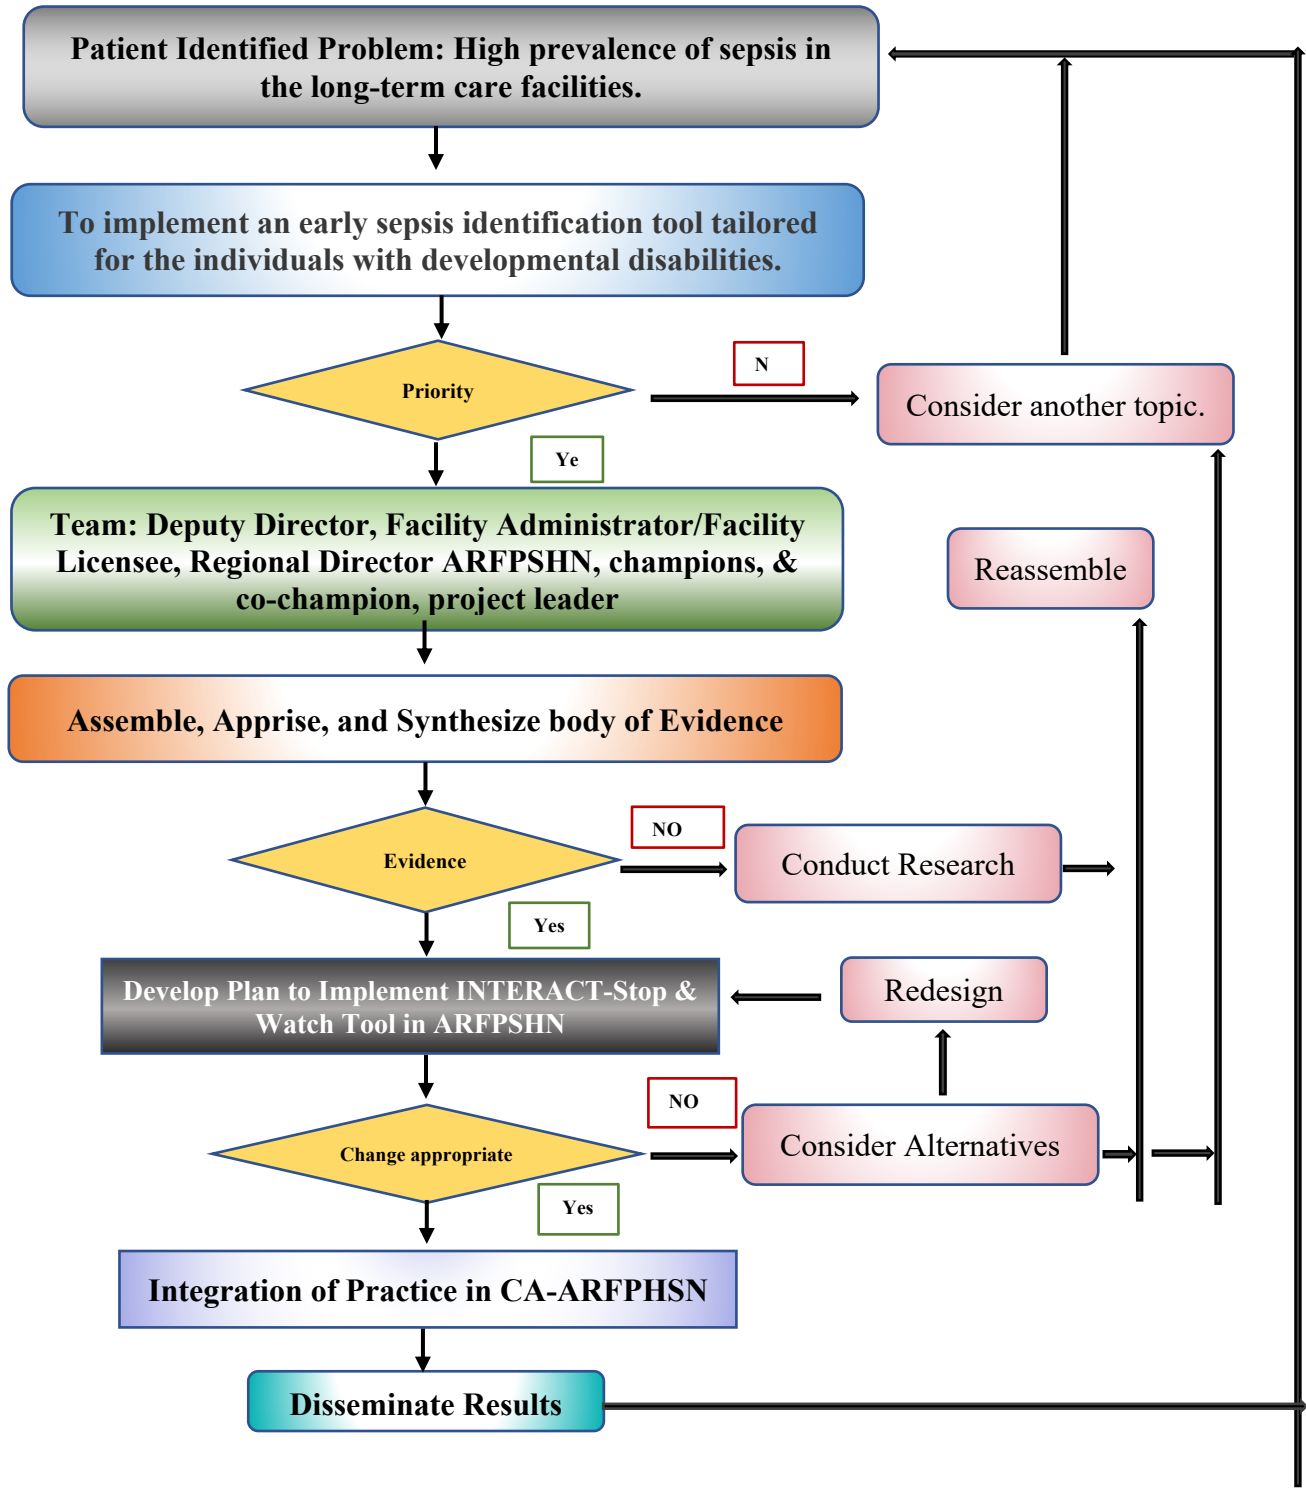 Patient Identified Problem: High prevalence of sepsis in
the long-term care facilities.
To implement an early sepsis identification tool tailored
for the individuals with developmental disabilities.
Priority
N
Consider another topic.
Ye
Team: Deputy Director, Facility Administrator/Facility
Licensee, Regional Director ARFPSHN, champions, &
co-champion, project leader
Reassemble
Assemble, Apprise, and Synthesize body of Evidence
Evidence
NO
Conduct Research
Yes
Develop Plan to Implement INTERACT-Stop &
Watch Tool in ARFPSHN
Redesign
Change appropriate
NO
Consider Alternatives
Yes
Integration of Practice in CA-ARFPHSN
Disseminate Results